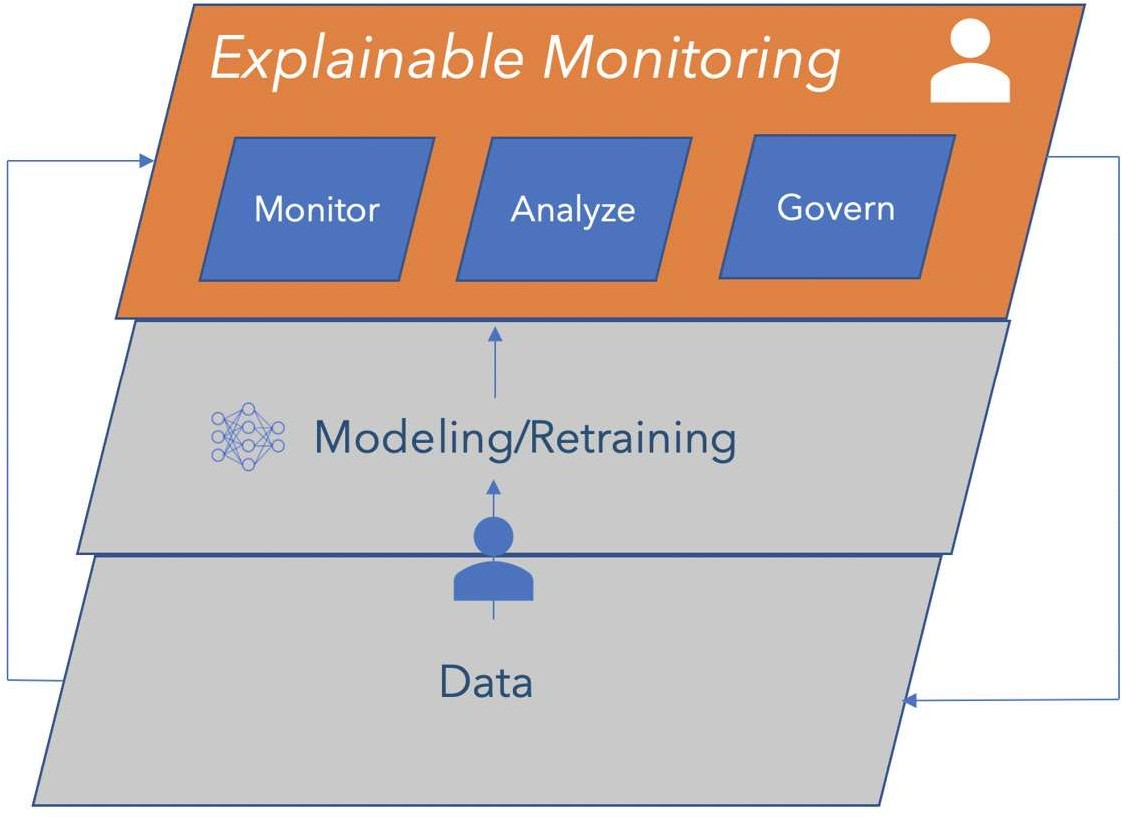 Explainable Monitoring
Monitor
Analyze
Govern
Modeling/Retraining
Data